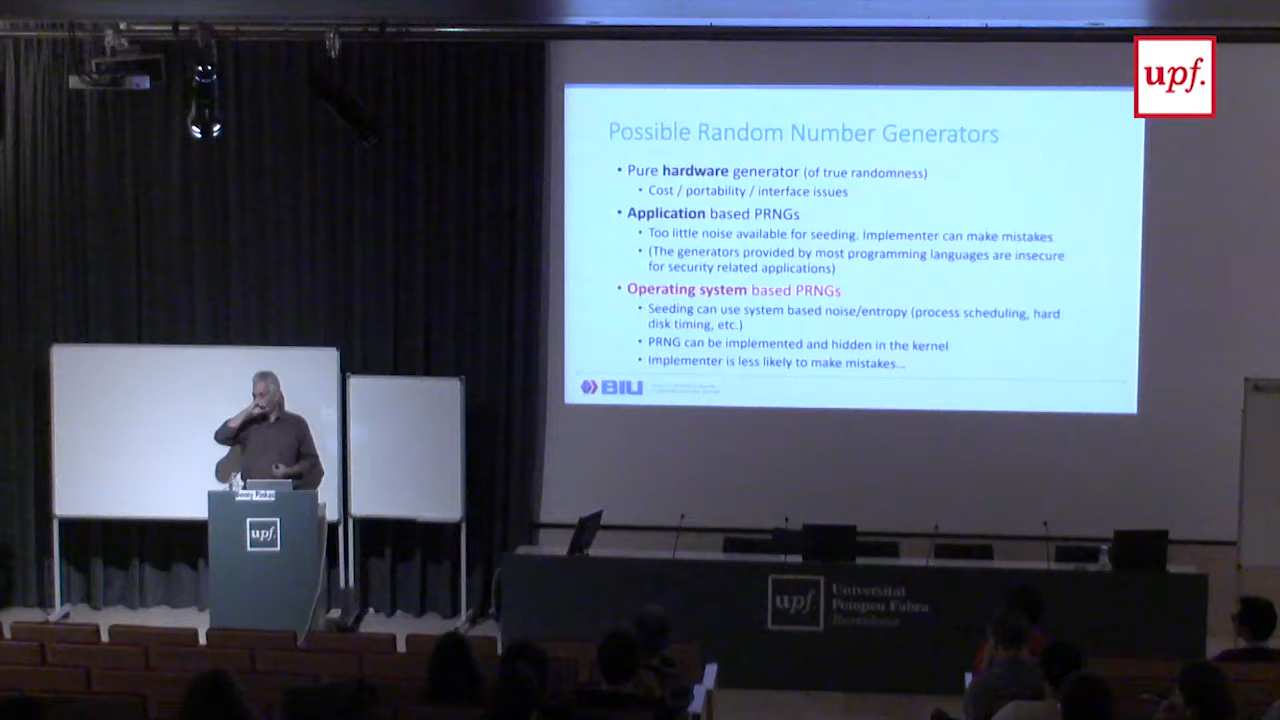 upf.
Possible Random Number Generators
• Pure hardware generator (of true randomness)
• Cost / portability / interface issues
• Application based PRNGs
• Too little noise available for seeding. Implementer can make mistakes
• (The generators provided by most programming languages are insecure
for security related applications)
• Operating system based PRNGs
• Seeding can use system based noise/entropy (process scheduling, hard
disk timing, etc.)
• PRNG can be implemented and hidden in the kernel
• Implementer is less likely to make mistakes...
BIU
Benny Pinkas
upf.
upf.
Universitat
Pompeu Fabra
Barcelona